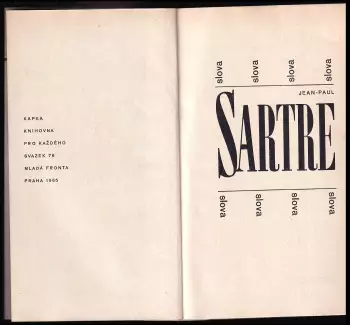 KAPKA
KNIHOVNA
PRO KAŽDÉHO
SVAZEK 78
MLADÁ FRONTA
PRAHA 1965
slova
slova
slova
slova
JEAN-PAUL
SARTRE
slova
slova
slova
slova